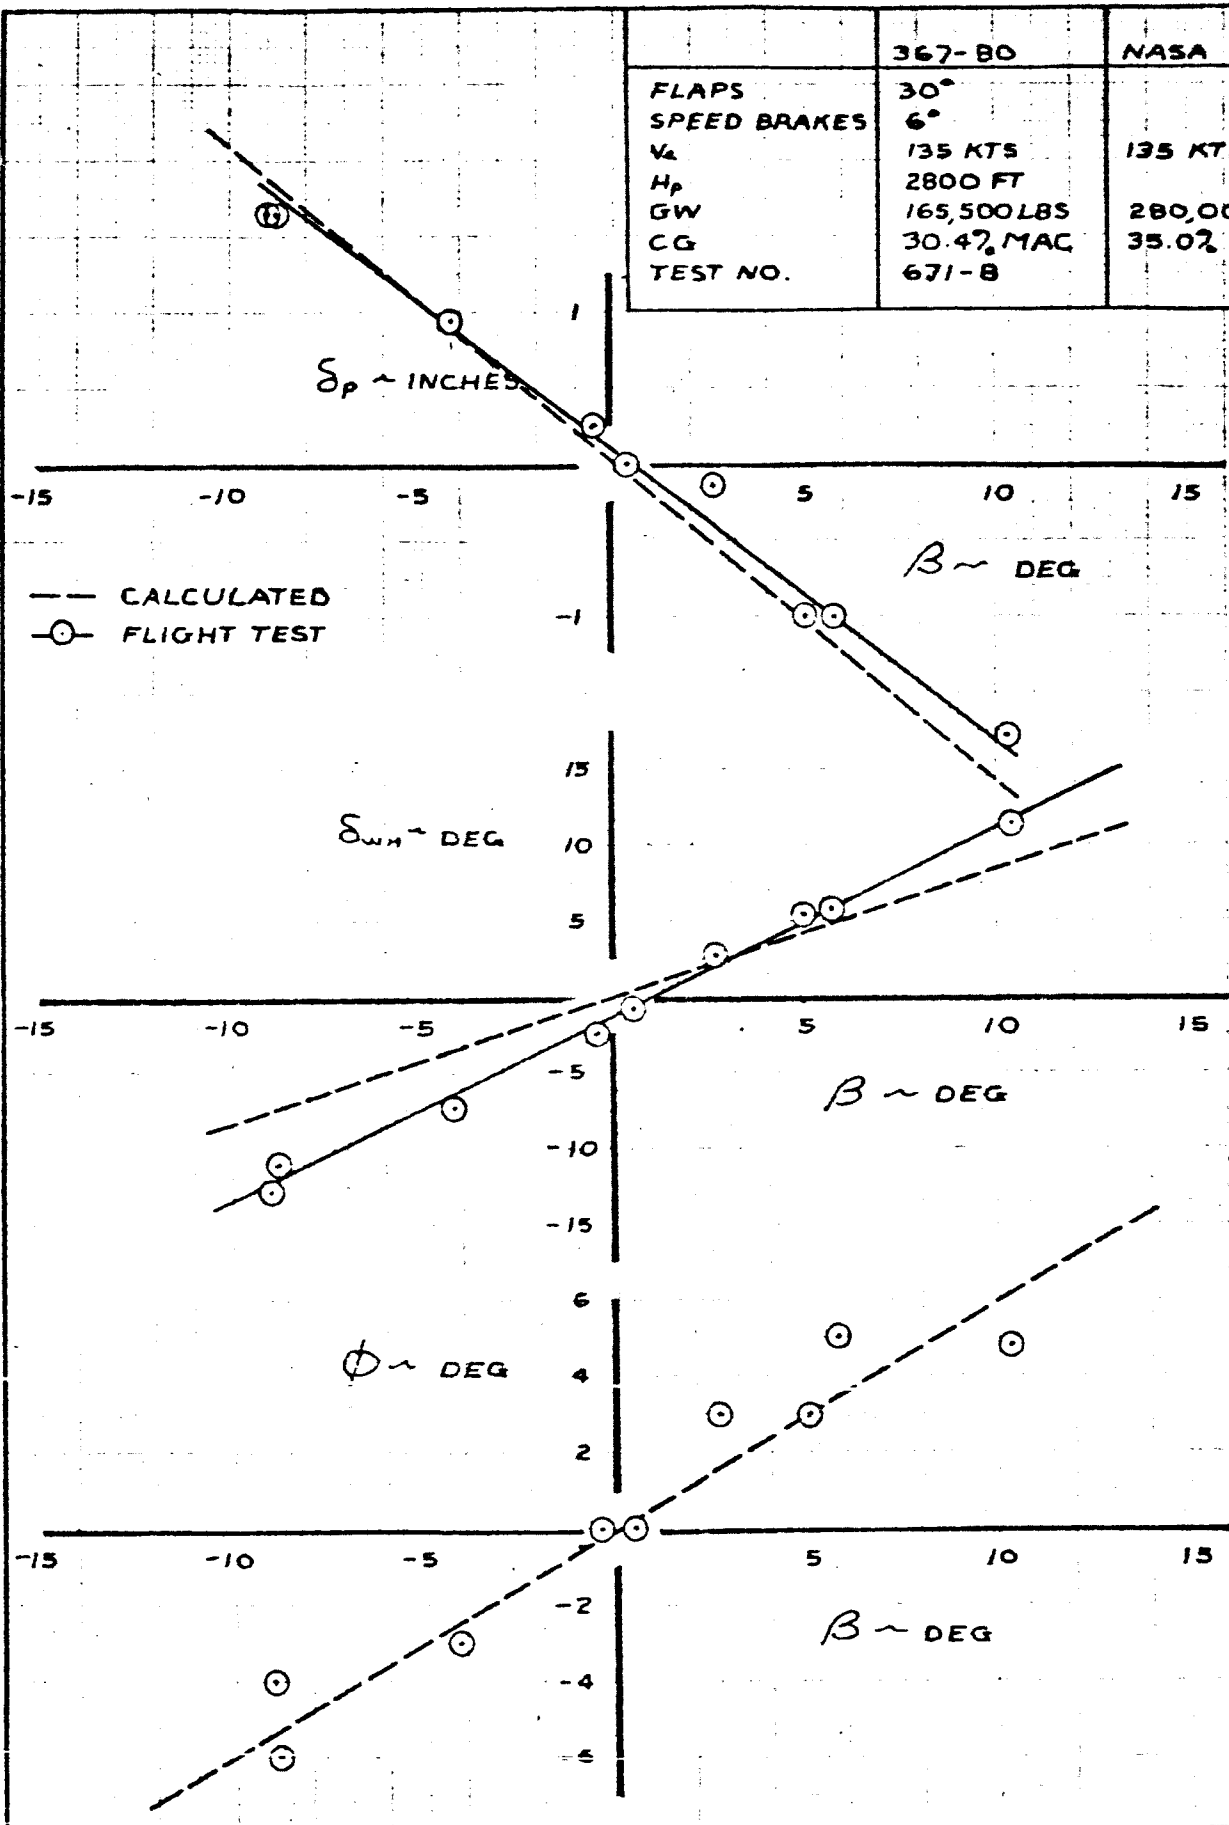 367-80 NASA
FLAPS 30°
SPEED BRAKES 6°
Ve 135 KTS 135 KT
Hp 2800 FT
GW 165,500 LBS 280,00
CG 30.4% MAC 35.0%
TEST NO. 671-8
1
δp ~ INCHES
-15 -10 -5 5 10 15
β ~ DEG
--- CALCULATED
-⊙- FLIGHT TEST
-1
15
δWH ~ DEG
10
5
-15 -10 -5 5 10 15
-5
β ~ DEG
-10
-15
6
φ ~ DEG
4
2
-15 -10 -5 5 10 15
-2
β ~ DEG
-4
-6